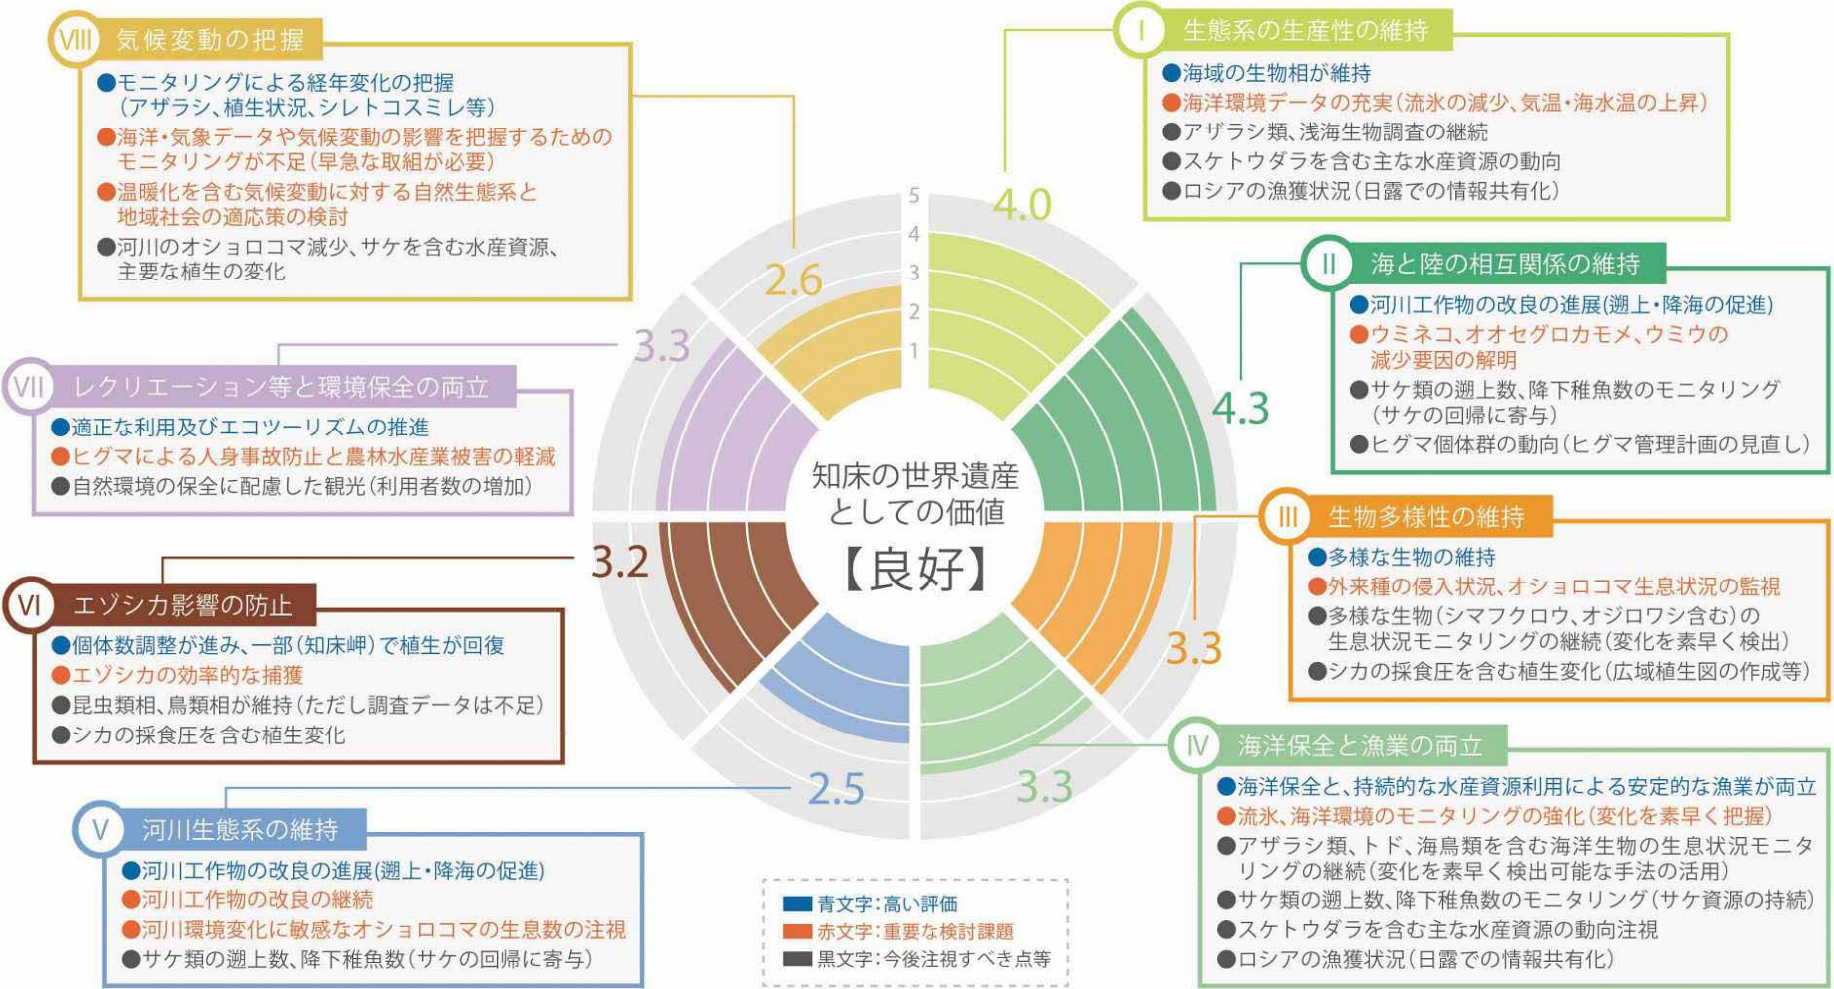 VIII 気候変動の把握
●モニタリングによる経年変化の把握
（アザラシ、植生状況、シレトコスミレ等）
●海洋・気象データや気候変動の影響を把握するための
モニタリングが不足（早急な取組が必要）
●温暖化を含む気候変動に対する自然生態系と
地域社会の適応策の検討
●河川のオショロコマ減少、サケを含む水産資源、
主要な植生の変化
I 生態系の生産性の維持
●海域の生物相が維持
●海洋環境データの充実（流氷の減少、気温・海水温の上昇）
●アザラシ類、浅海生物調査の継続
●スケトウダラを含む主な水産資源の動向
●ロシアの漁獲状況（日露での情報共有化）
II 海と陸の相互関係の維持
●河川工作物の改良の進展(遡上・降海の促進)
●ウミネコ、オオセグロカモメ、ウミウの
減少要因の解明
●サケ類の遡上数、降下稚魚数のモニタリング
（サケの回帰に寄与）
●ヒグマ個体群の動向（ヒグマ管理計画の見直し）
VII レクリエーション等と環境保全の両立
●適正な利用及びエコツーリズムの推進
●ヒグマによる人身事故防止と農林水産業被害の軽減
●自然環境の保全に配慮した観光（利用者数の増加）
5
4
3
2
1
4.0
4.3
3.3
3.3
2.5
3.2
3.3
2.6
知床の世界遺産
としての価値
【良好】
III 生物多様性の維持
●多様な生物の維持
●外来種の侵入状況、オショロコマ生息状況の監視
●多様な生物（シマフクロウ、オジロワシ含む）の
生息状況モニタリングの継続（変化を素早く検出）
●シカの採食圧を含む植生変化（広域植生図の作成等）
VI エゾシカ影響の防止
●個体数調整が進み、一部（知床岬）で植生が回復
●エゾシカの効率的な捕獲
●昆虫類相、鳥類相が維持（ただし調査データは不足）
●シカの採食圧を含む植生変化
IV 海洋保全と漁業の両立
●海洋保全と、持続的な水産資源利用による安定的な漁業が両立
●流氷、海洋環境のモニタリングの強化（変化を素早く把握）
●アザラシ類、トド、海鳥類を含む海洋生物の生息状況モニタ
リングの継続（変化を素早く検出可能な手法の活用）
●サケ類の遡上数、降下稚魚数のモニタリング（サケ資源の持続）
●スケトウダラを含む主な水産資源の動向注視
●ロシアの漁獲状況（日露での情報共有化）
V 河川生態系の維持
●河川工作物の改良の進展(遡上・降海の促進)
●河川工作物の改良の継続
●河川環境変化に敏感なオショロコマの生息数の注視
●サケ類の遡上数、降下稚魚数（サケの回帰に寄与）
青文字：高い評価
赤文字：重要な検討課題
黒文字：今後注視すべき点等